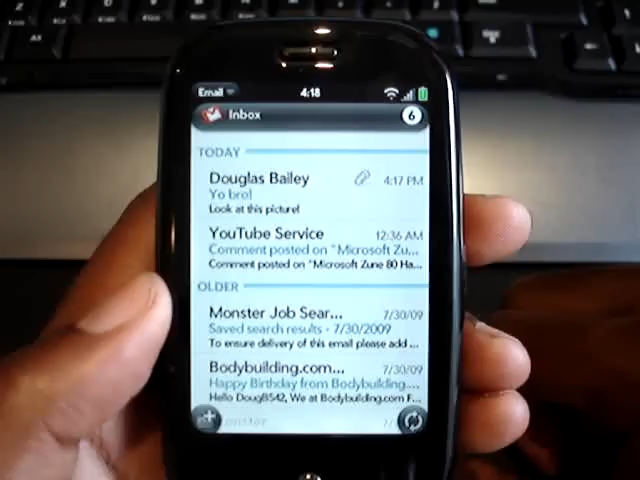 Email 4:18
Inbox 6
TODAY
Douglas Bailey 4:17 PM
Yo bro!
Look at this picture!
YouTube Service 12:36 AM
Comment posted on "Microsoft Zu...
Comment posted on "Microsoft Zune 80 Ha...
OLDER
Monster Job Sear... 7/30/09
Saved search results - 7/30/2009
To ensure delivery of this email please add ...
Bodybuilding.com... 7/30/09
Happy Birthday from Bodybuilding....
Hello DougB542, We at Bodybuilding.com F...